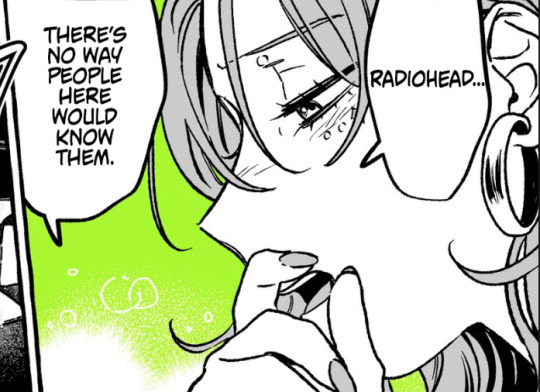 RADIOHEAD...
THERE'S
NO WAY
PEOPLE
HERE
WOULD
KNOW
THEM.